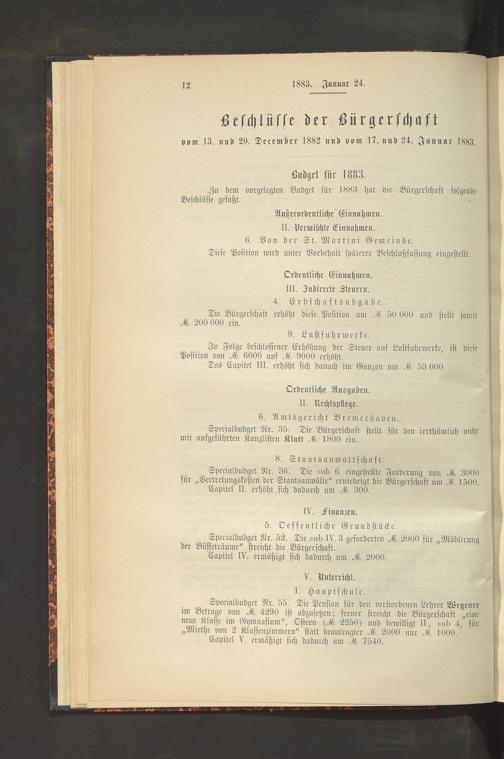 12
1883. Januar 24.
Beschlüsse der Bürgerschaft
vom 13. und 20. December 1882 und vom 17. und 24. Januar 1883.
Budget für 1883.
Zu dem vorgelegten Budget für 1883 hat die Bürgerschaft folgende
Beschlüsse gefaßt.
Außerordentliche Einnahmen.
II. Vermischte Einnahmen.
6. Von der St. Martini Gemeinde.
Diese Position wird unter Vorbehalt späterer Beschlußfassung eingestellt.
Ordentliche Einnahmen.
III. Indirecte Steuern.
4. Erbschaftsabgabe.
Die Bürgerschaft erhöht diese Position um ℳ 50 000 und stellt somit
ℳ 200 000 ein.
9. Lustfuhrwerke.
In Folge beschlossener Erhöhung der Steuer auf Lustfuhrwerke, ist diese
Position von ℳ 6000 auf ℳ 9000 erhöht.
Das Capitel III. erhöht sich danach im Ganzen um ℳ 53 000.
Ordentliche Ausgaben.
II. Rechtspflege.
6. Amtsgericht Bremerhaven.
Specialbudget Nr. 35. Die Bürgerschaft stellt für den irrthümlich nicht
mit aufgeführten Kanzlisten Klatt ℳ 1800 ein.
8. Staatsanwaltschaft.
Specialbudget Nr. 36. Die sub 6 eingestellte Forderung von ℳ 3000
für „Vertretungskosten der Staatsanwälte“ erniedrigt die Bürgerschaft um ℳ 1500.
Capitel II. erhöht sich dadurch um ℳ 300.
IV. Finanzen.
5. Oeffentliche Grundstücke.
Specialbudget Nr. 52. Die sub IV. 3 geforderten ℳ 2000 für „Möblirung
der Büffeträume“ streicht die Bürgerschaft.
Capitel IV. ermäßigt sich dadurch um ℳ 2000.
V. Unterricht.
1. Hauptschule.
Specialbudget Nr. 55. Die Pension für den verstorbenen Lehrer Wegener
im Betrage von ℳ 4290 ist abzusetzen; ferner streicht die Bürgerschaft „eine
neue Klasse im Gymnasium“, Ostern (ℳ 2250) und bewilligt II., sub 4, für
„Miethe von 2 Klassenzimmern“ statt beantragter ℳ 2000 nur ℳ 1000.
Capitel V. ermäßigt sich dadurch um ℳ 7540.